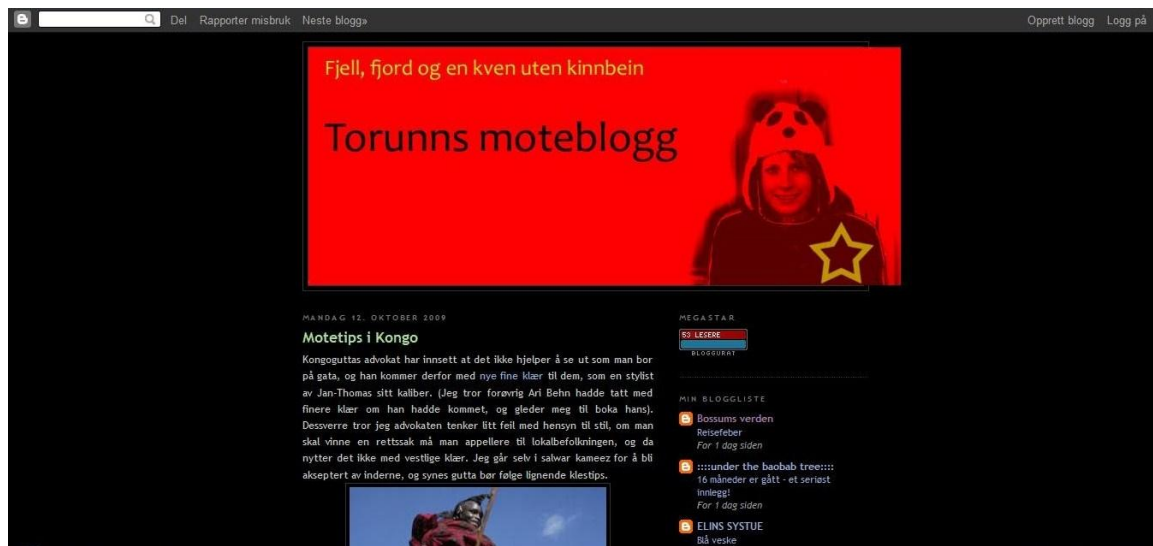 Del Rapporter misbruk Neste blogg»
Opprett blogg Logg på
Fjell, fjord og en kven uten kinnbein
Torunns moteblogg
MANDAG 12. OKTOBER 2009
Motetips i Kongo
Kongoguttas advokat har innsett at det ikke hjelper å se ut som man bor
på gata, og han kommer derfor med nye fine klær til dem, som en stylist
av Jan-Thomas sitt kaliber. (Jeg tror forøvrig Ari Behn hadde tatt med
finere klær om han hadde kommet, og gleder meg til boka hans).
Dessverre tror jeg advokaten tenker litt feil med hensyn til stil, om man
skal vinne en rettssak må man appellere til lokalbefolkningen, og da
nytter det ikke med vestlige klær. Jeg går selv i salwar kameez for å bli
akseptert av inderne, og synes gutta bør følge lignende klestips.
MEGASTAR
53 LESERE
BLOGGURAT
MIN BLOGGLISTE
Bossums verden
Reisefeber
For 1 dag siden
::::under the baobab tree::::
16 måneder er gått - et seriøst
innlegg!
For 1 dag siden
ELINS SYSTUE
Blå veske